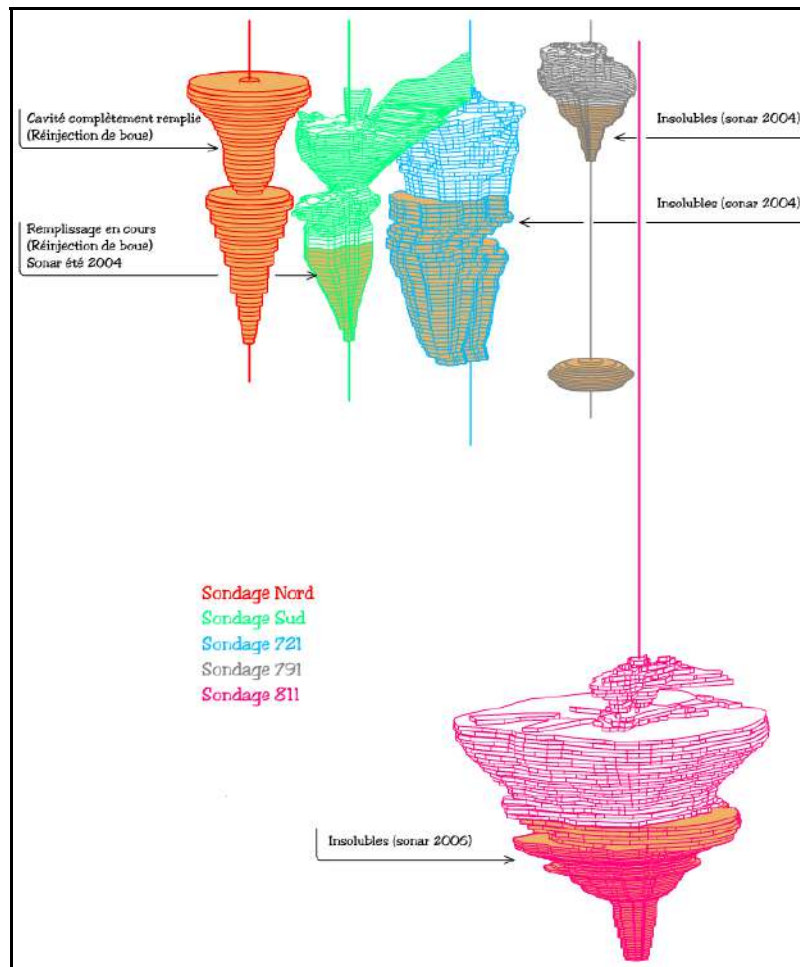 Cavité complètement remplie
(Réinjection de boue)
Insolubles (sonar 2004)
Insolubles (sonar 2004)
Remplissage en cours
(Réinjection de boue)
Sonar été 2004
Sondage Nord
Sondage Sud
Sondage 721
Sondage 791
Sondage 811
Insolubles (sonar 2006)